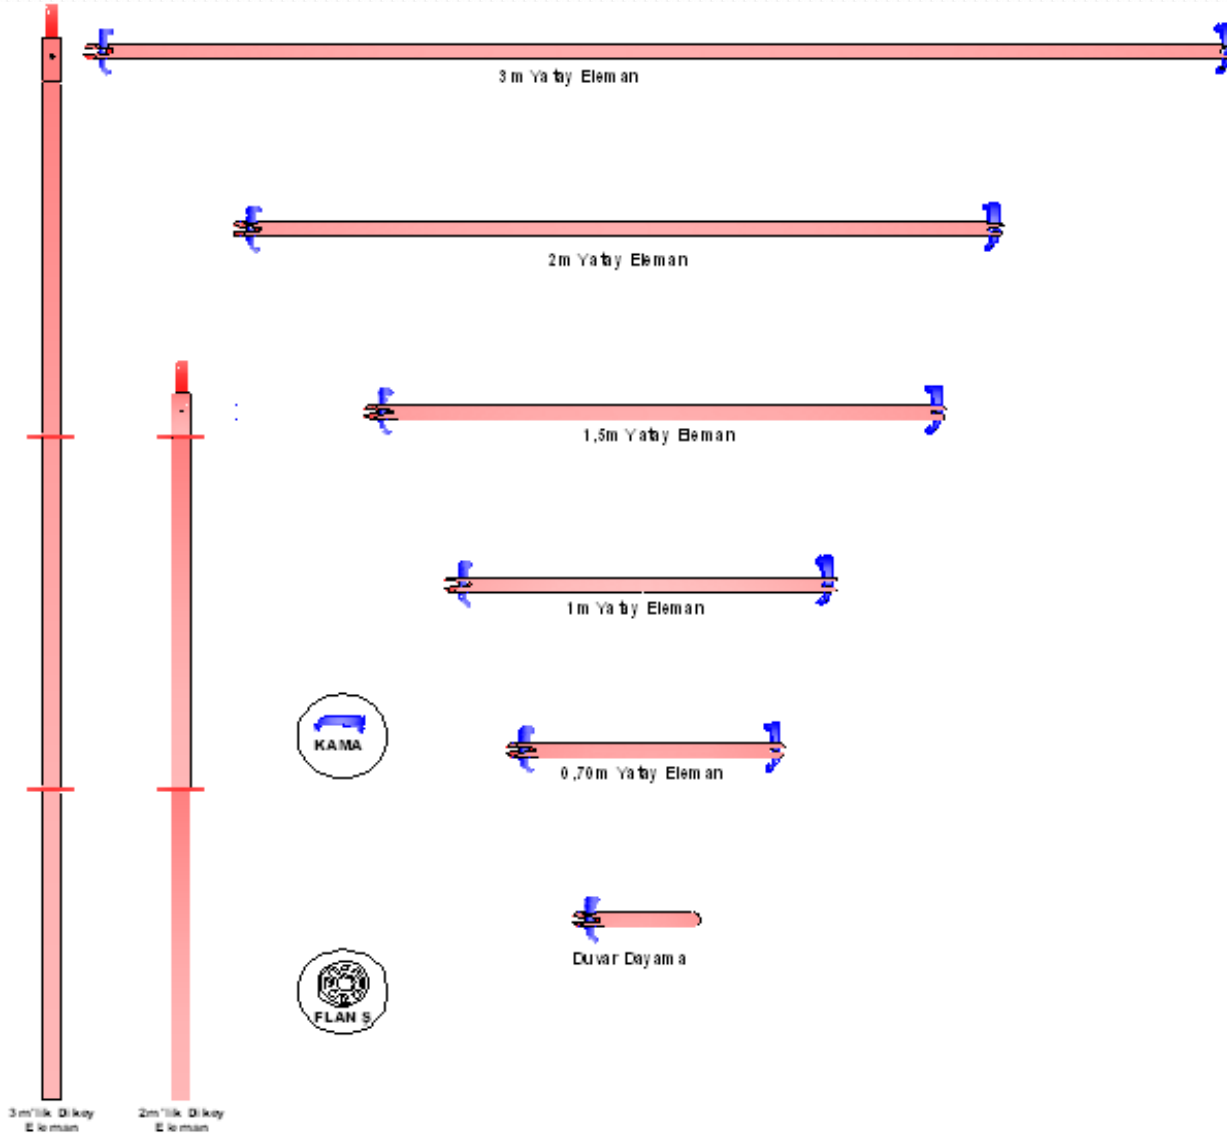 3m Yatay Eleman
2m Yatay Eleman
1,5m Yatay Eleman
1m Yatay Eleman
KAMA
0,70m Yatay Eleman
Duvar Dayama
FLANŞ
3m'lik Dikey
Eleman
2m'lik Dikey
Eleman